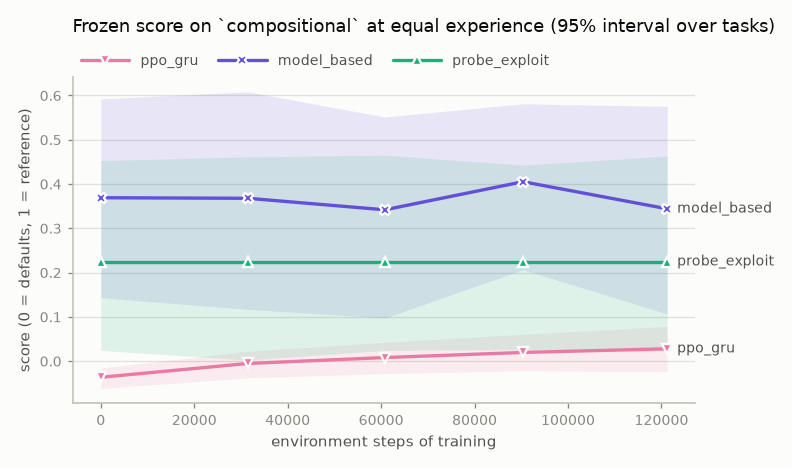 Frozen score on `compositional` at equal experience (95% interval over tasks)
ppo_gru model_based probe_exploit
score (0 = defaults, 1 = reference)
0.6
0.5
0.4
0.3
0.2
0.1
0.0
model_based
probe_exploit
ppo_gru
0 20000 40000 60000 80000 100000 120000
environment steps of training